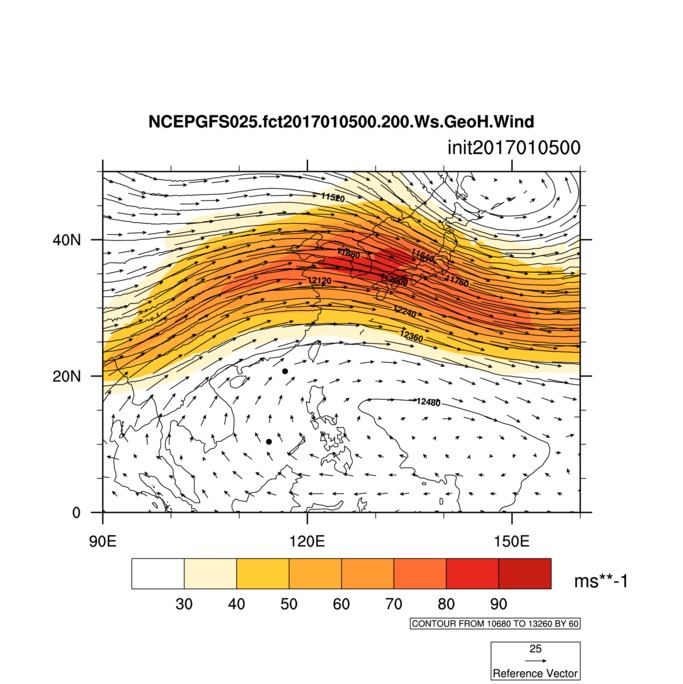 NCEPGFS025.fct2017010500.200.Ws.GeoH.Wind
init2017010500
11520
40N
11880
11640
11760
12120
12000
12240
12360
20N
12480
0
90E 120E 150E
ms**-1
30 40 50 60 70 80 90
CONTOUR FROM 10680 TO 13260 BY 60
25
Reference Vector